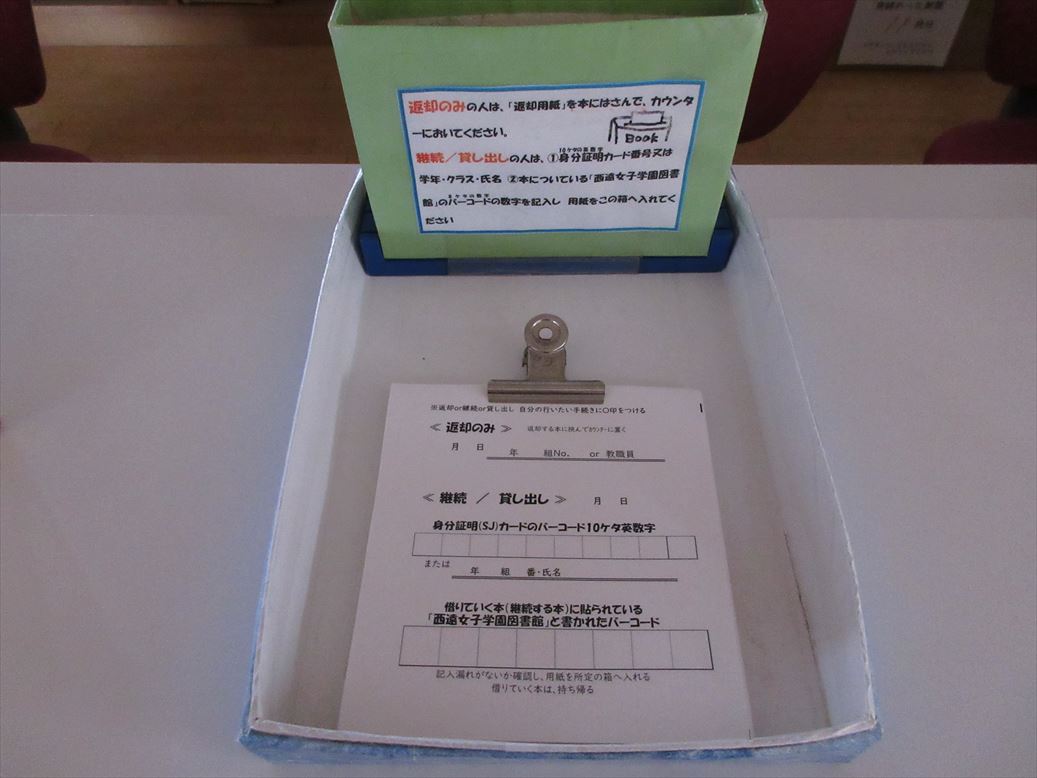 返却のみの人は、「返却用紙」を本にはさんで、カウンタ
ーにおいてください。
BOOK
10ケタの英数字
継続／貸し出しの人は、①身分証明カード番号又は
学年・クラス・氏名 ②本についている「西遠女子学園図書
8ケタの数字
館」のバーコードの数字を記入し 用紙をこの箱へ入れてく
ださい
※返却or継続or貸し出し 自分の行いたい手続きに○印をつける
≪ 返却のみ ≫ 返却する本に挟んでカウンターに置く
月 日 年 組No. or 教職員
≪ 継続 ／ 貸し出し ≫ 月 日
身分証明(SJ)カードのバーコード10ケタ英数字
または 年 組 番・氏名
借りていく本(継続する本)に貼られている
「西遠女子学園図書館」と書かれたバーコード
記入漏れがないか確認し、用紙を所定の箱へ入れる
借りていく本は、持ち帰る